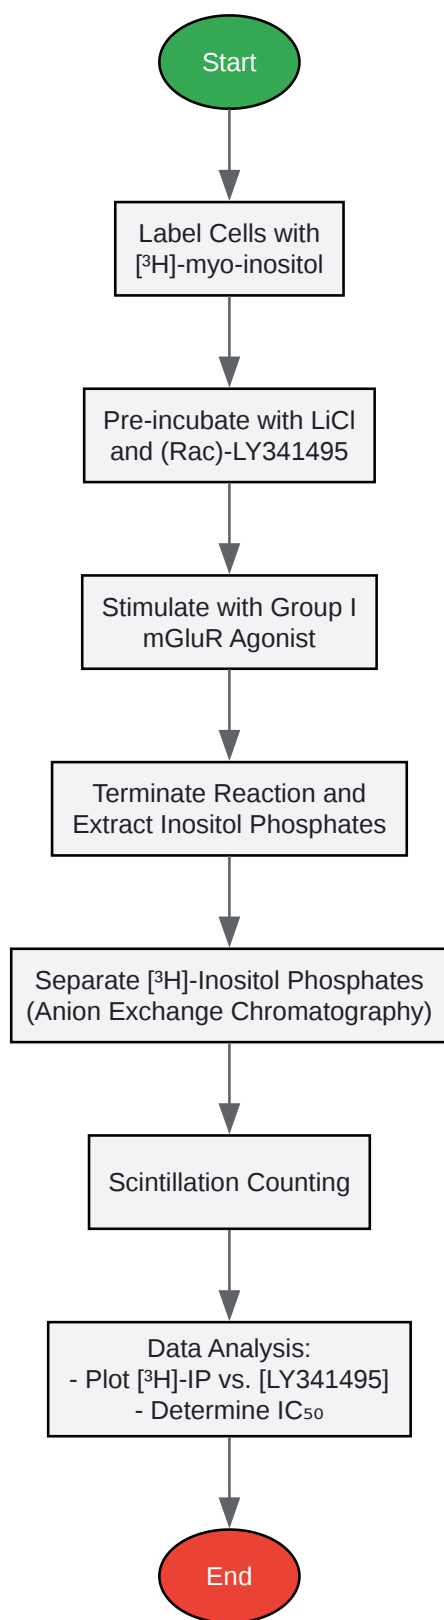 Start
Label Cells with
[³H]-myo-inositol
Pre-incubate with LiCl
and (Rac)-LY341495
Stimulate with Group I
mGluR Agonist
Terminate Reaction and
Extract Inositol Phosphates
Separate [³H]-Inositol Phosphates
(Anion Exchange Chromatography)
Scintillation Counting
Data Analysis:
- Plot [³H]-IP vs. [LY341495]
- Determine IC₅₀
End